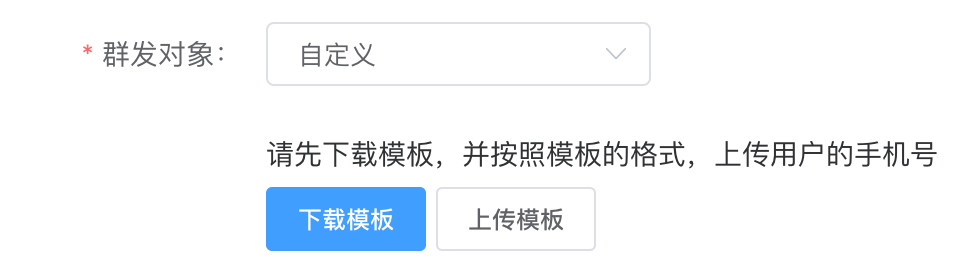 * 群发对象：
自定义
请先下载模板，并按照模板的格式，上传用户的手机号
下载模板
上传模板